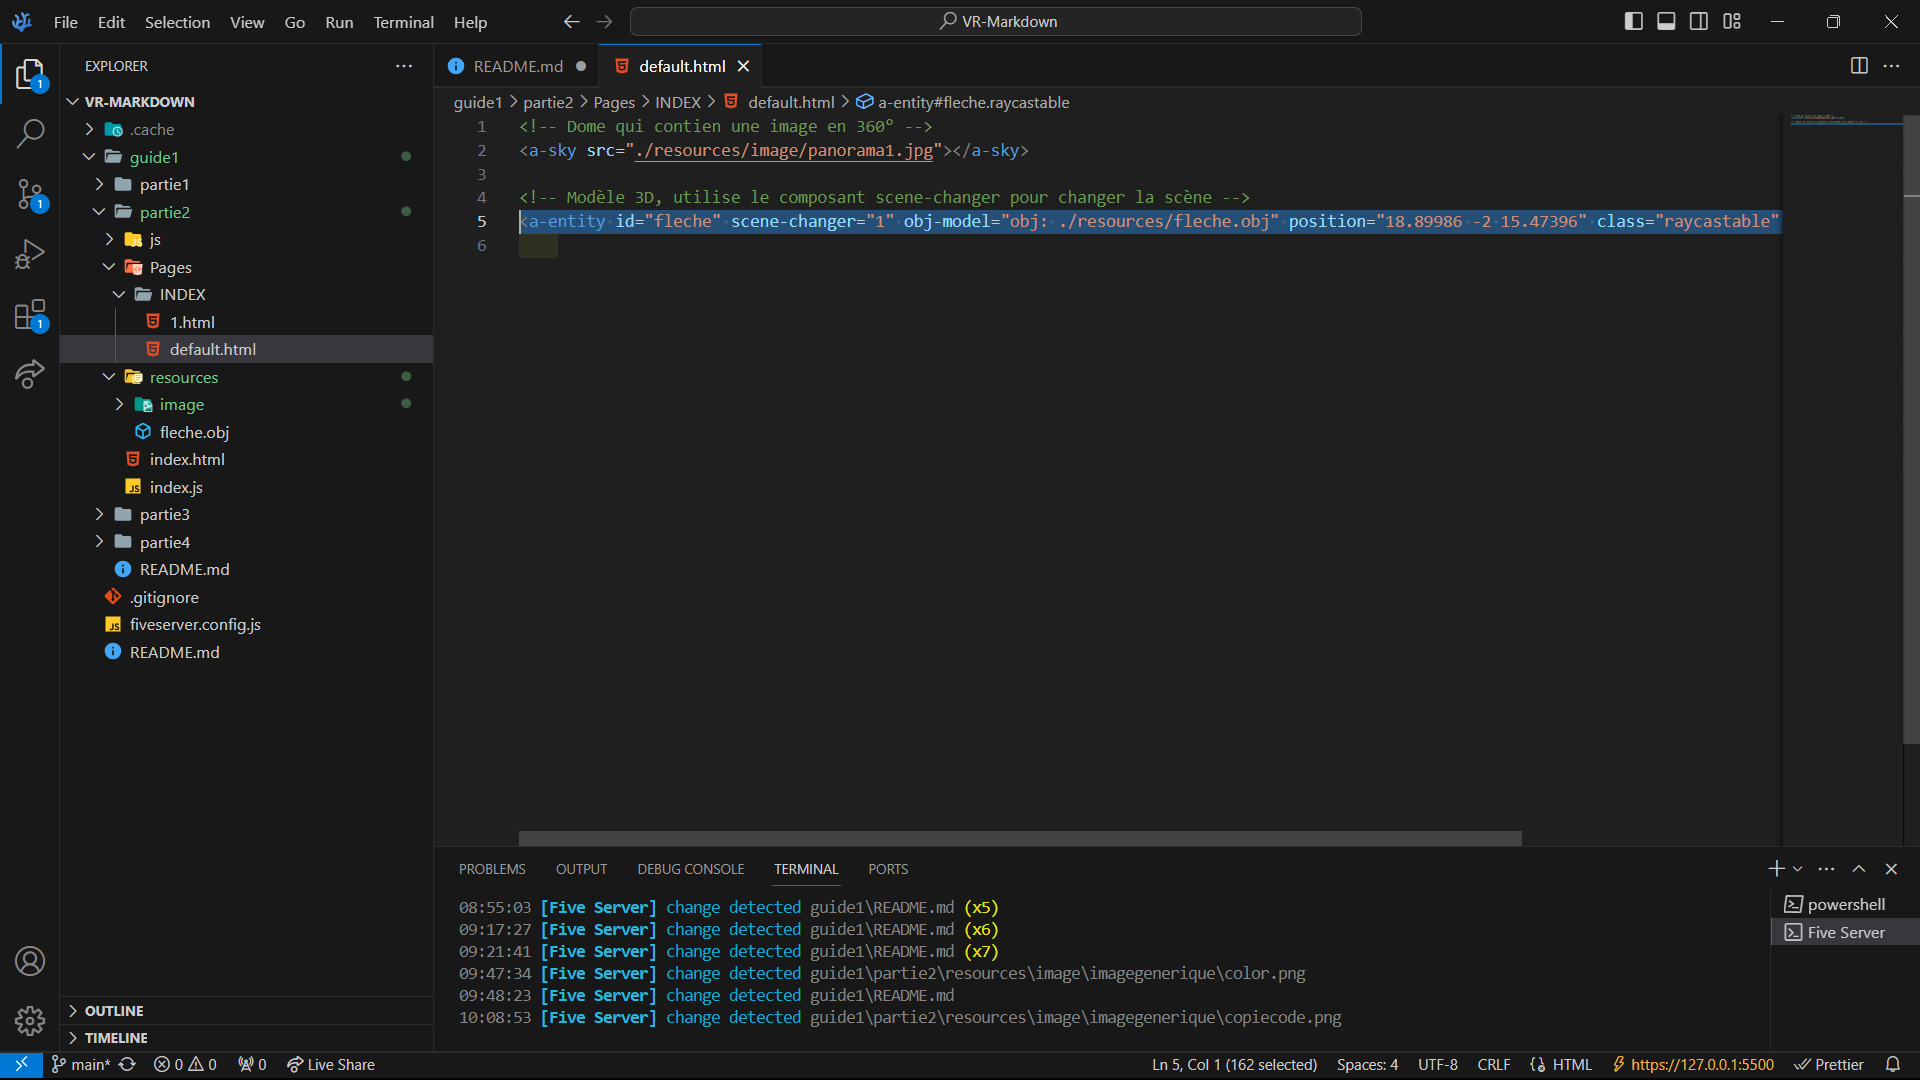 File Edit Selection View Go Run Terminal Help
VR-Markdown
EXPLORER
README.md
default.html
VR-MARKDOWN
guide1 > partie2 > Pages > INDEX > default.html > a-entity#fleche.raycastable
.cache
guide1
partie1
partie2
js
Pages
INDEX
1.html
default.html
resources
image
fleche.obj
index.html
index.js
partie3
partie4
README.md
.gitignore
fiveserver.config.js
README.md
OUTLINE
TIMELINE
1 <!-- Dome qui contien une image en 360° -->
2 <a-sky src="./resources/image/panorama1.jpg"></a-sky>
3
4 <!-- Modèle 3D, utilise le composant scene-changer pour changer la scène -->
5 <a-entity id="fleche" scene-changer="1" obj-model="obj: ./resources/fleche.obj" position="18.89986 -2 15.47396" class="raycastable"
6
PROBLEMS OUTPUT DEBUG CONSOLE TERMINAL PORTS
08:55:03 [Five Server] change detected guide1\README.md (x5)
09:17:27 [Five Server] change detected guide1\README.md (x6)
09:21:41 [Five Server] change detected guide1\README.md (x7)
09:47:34 [Five Server] change detected guide1\partie2\resources\image\imagegenerique\color.png
09:48:23 [Five Server] change detected guide1\README.md
10:08:53 [Five Server] change detected guide1\partie2\resources\image\imagegenerique\copiecode.png
powershell
Five Server
1
1
1
main* 0 0 0 Live Share
Ln 5, Col 1 (162 selected) Spaces: 4 UTF-8 CRLF HTML https://127.0.0.1:5500 Prettier